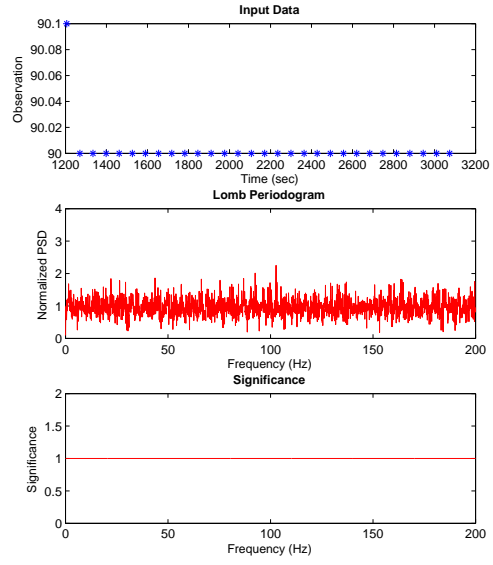 Input Data
90.1
90.08
90.06
90.04
90.02
90
Observation
1200 1400 1600 1800 2000 2200 2400 2600 2800 3000 3200
Time (sec)
Lomb Periodogram
4
3
2
1
0
Normalized PSD
0 50 100 150 200
Frequency (Hz)
Significance
2
1.5
1
0.5
0
Significance
0 50 100 150 200
Frequency (Hz)